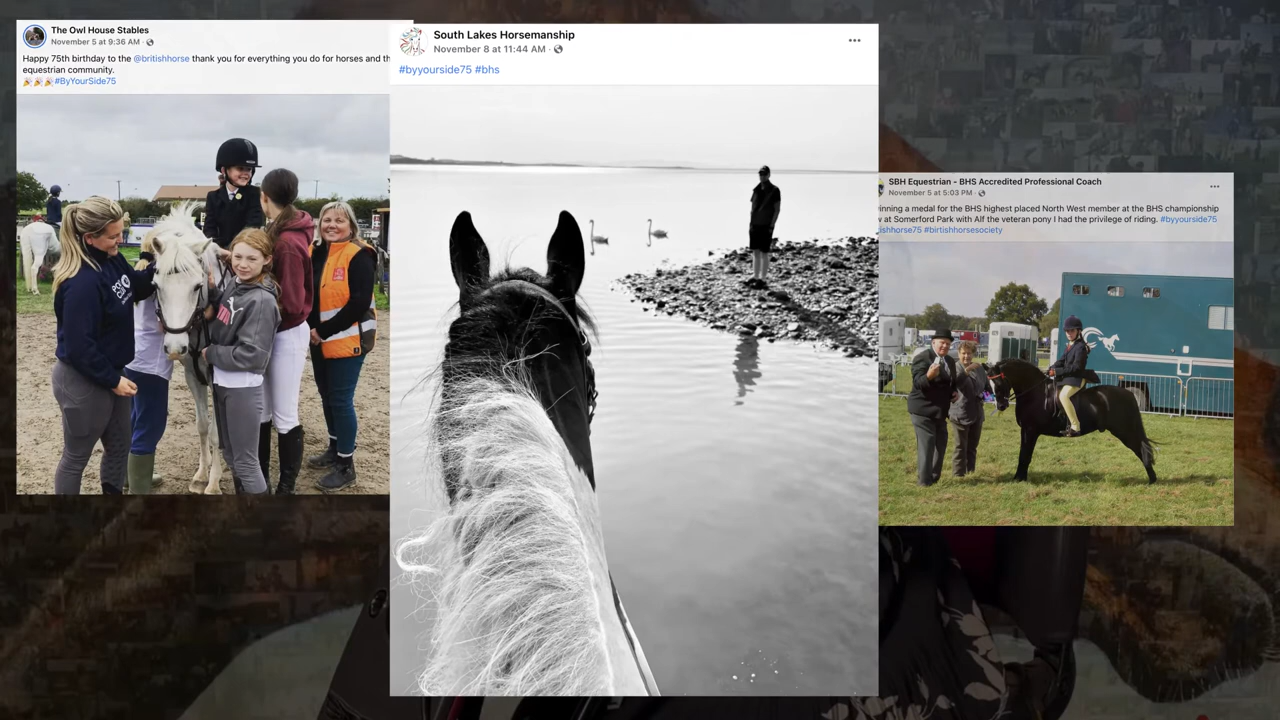 The Owl House Stables
November 5 at 9:36 AM ·
Happy 75th birthday to the @britishhorse thank you for everything you do for horses and th
equestrian community.
#ByYourSide75
South Lakes Horsemanship
November 8 at 11:44 AM ·
#byyourside75 #bhs
SBH Equestrian - BHS Accredited Professional Coach
November 5 at 5:03 PM ·
inning a medal for the BHS highest placed North West member at the BHS championship
at Somerford Park with Alf the veteran pony I had the privilege of riding. #byyourside75
ishhorse75 #birtishhorsesociety